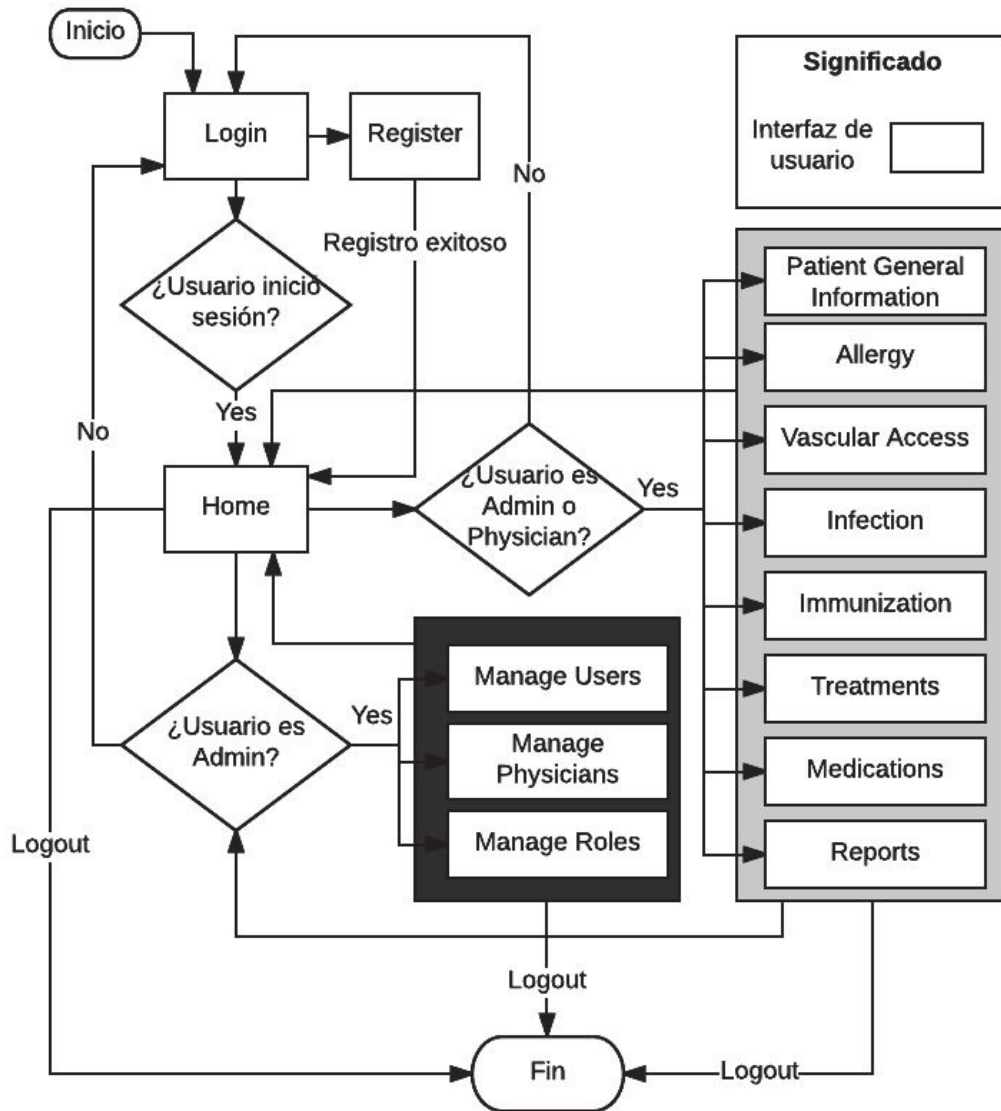 Inicio
Login
Register
No
Significado
Interfaz de
usuario
Registro exitoso
¿Usuario inició
sesión?
Yes
No
Home
¿Usuario es
Admin o
Physician?
Yes
Patient General
Information
Allergy
Vascular Access
Infection
Immunization
Treatments
Medications
Reports
¿Usuario es
Admin?
Yes
Manage Users
Manage
Physicians
Manage Roles
Logout
Logout
Logout
Fin